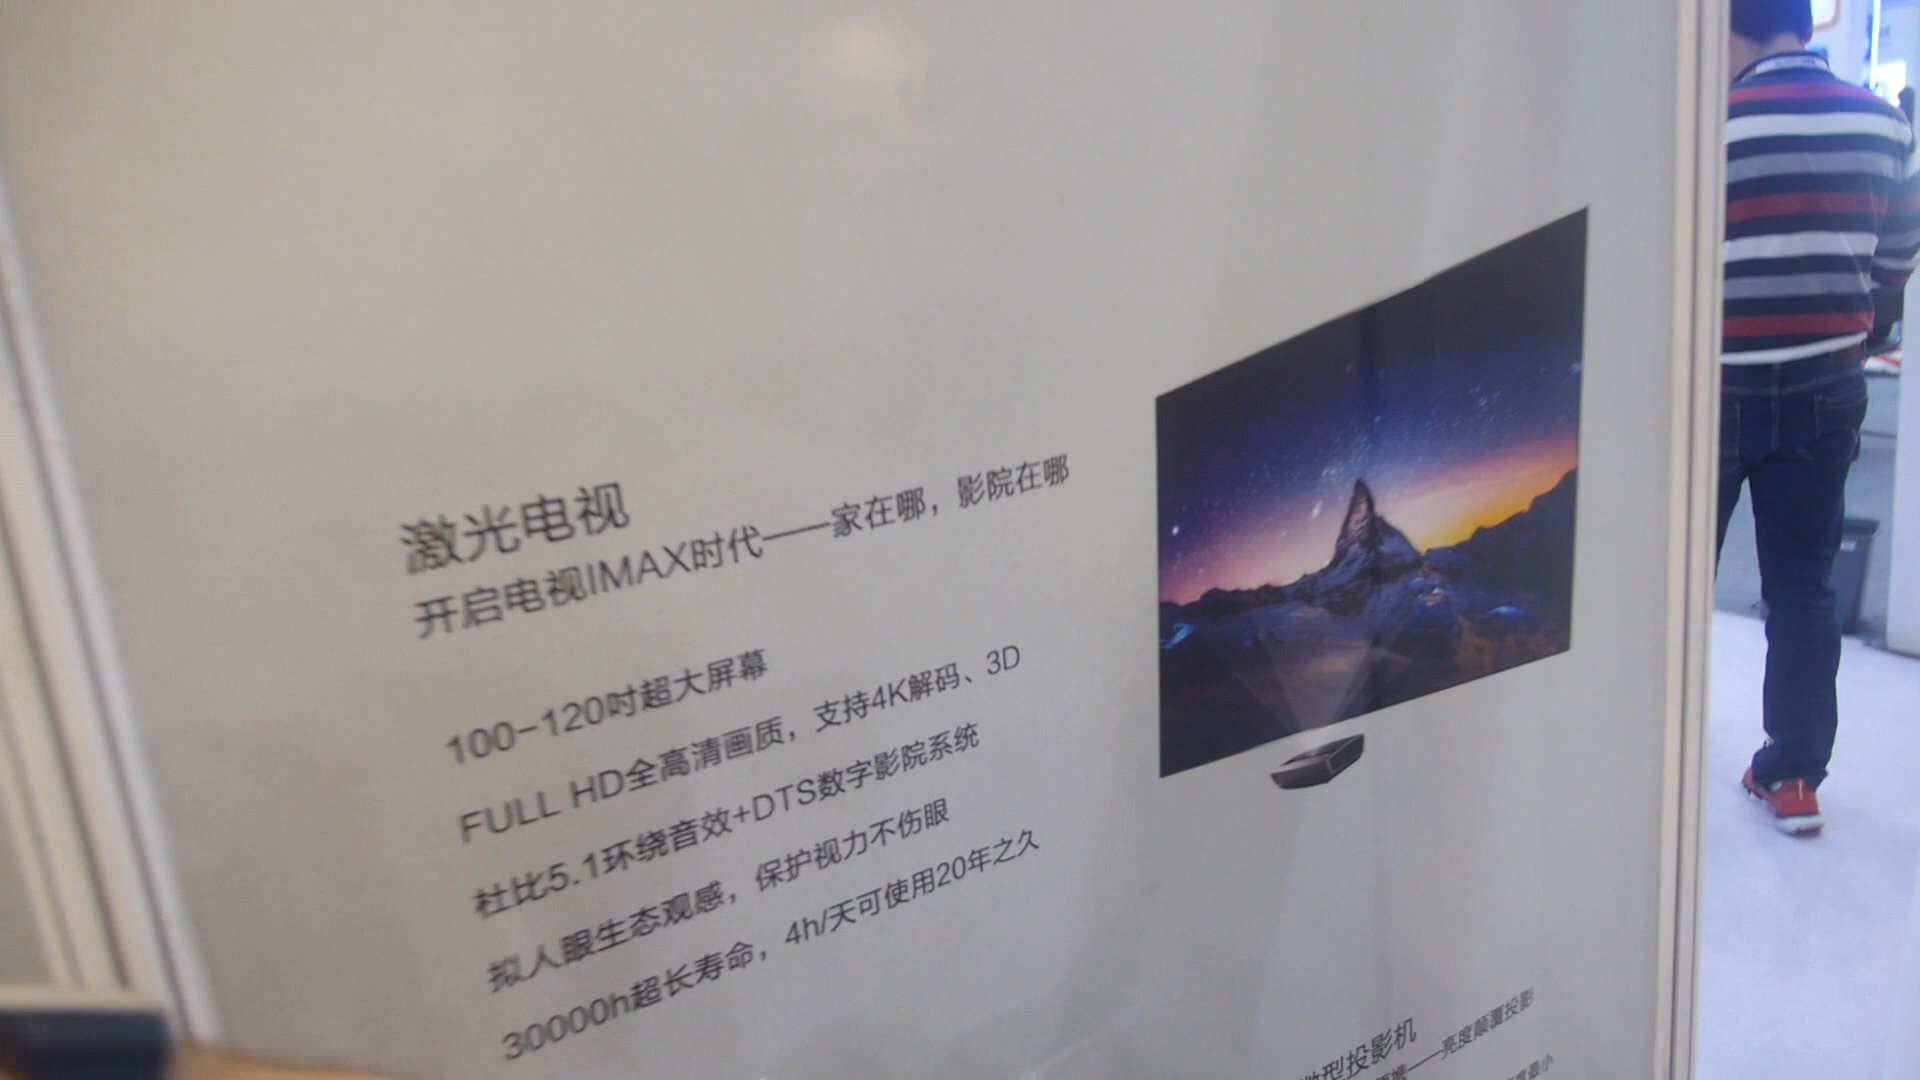 激光电视
开启电视IMAX时代——家在哪，影院在哪
100-120吋超大屏幕
FULL HD全高清画质，支持4K解码、3D
杜比5.1环绕音效+DTS数字影院系统
拟人眼生态观感，保护视力不伤眼
30000h超长寿命，4h/天可使用20年之久
微型投影机
——亮度颠覆投影
度最小